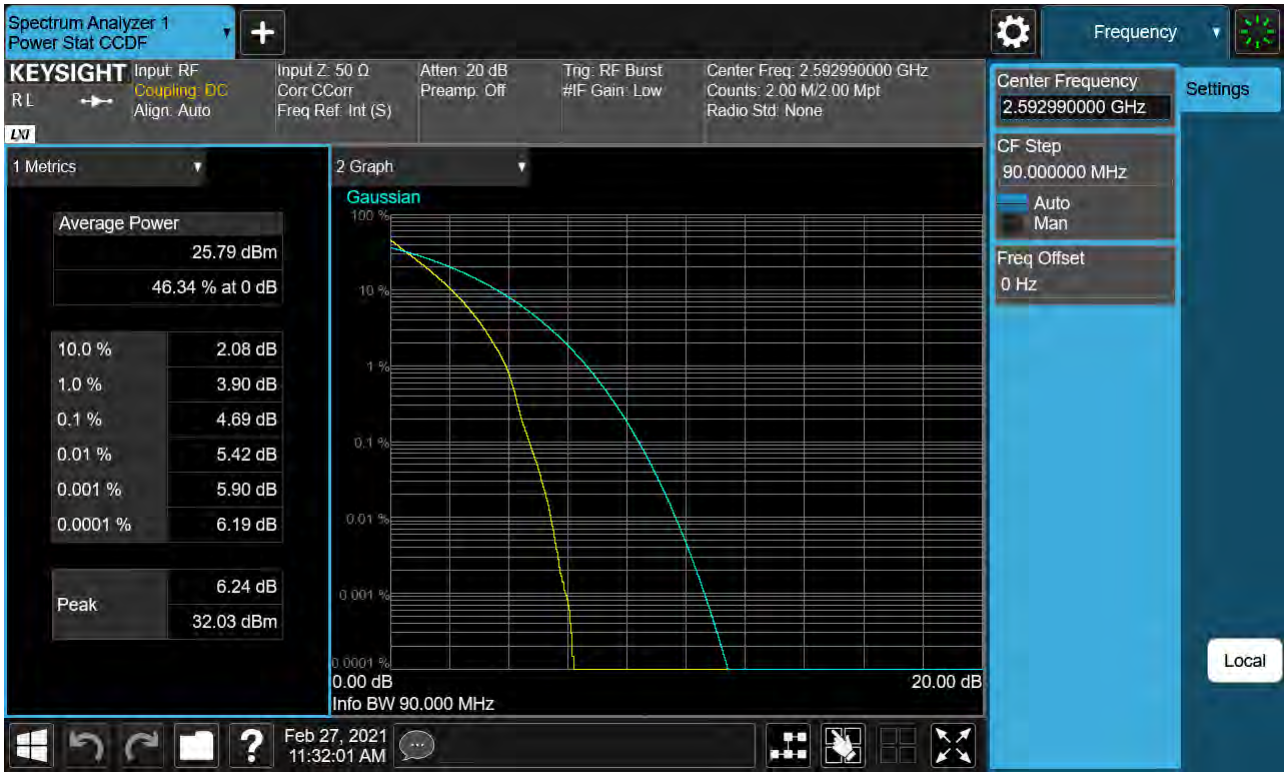 Spectrum Analyzer 1
Power Stat CCDF
Frequency
KEYSIGHT
RL
LXI
Input: RF
Coupling: DC
Align: Auto
Input Z: 50 Ω
Corr CCorr
Freq Ref: Int (S)
Atten: 20 dB
Preamp: Off
Trig: RF Burst
#IF Gain: Low
Center Freq: 2.592990000 GHz
Counts: 2.00 M/2.00 Mpt
Radio Std: None
Center Frequency
2.592990000 GHz
Settings
CF Step
90.000000 MHz
Auto
Man
Freq Offset
0 Hz
Local
1 Metrics
Average Power
25.79 dBm
46.34 % at 0 dB
10.0 % 2.08 dB
1.0 % 3.90 dB
0.1 % 4.69 dB
0.01 % 5.42 dB
0.001 % 5.90 dB
0.0001 % 6.19 dB
Peak
6.24 dB
32.03 dBm
2 Graph
Gaussian
100 %
10 %
1 %
0.1 %
0.01 %
0.001 %
0.0001 %
0.00 dB 20.00 dB
Info BW 90.000 MHz
?
Feb 27, 2021
11:32:01 AM